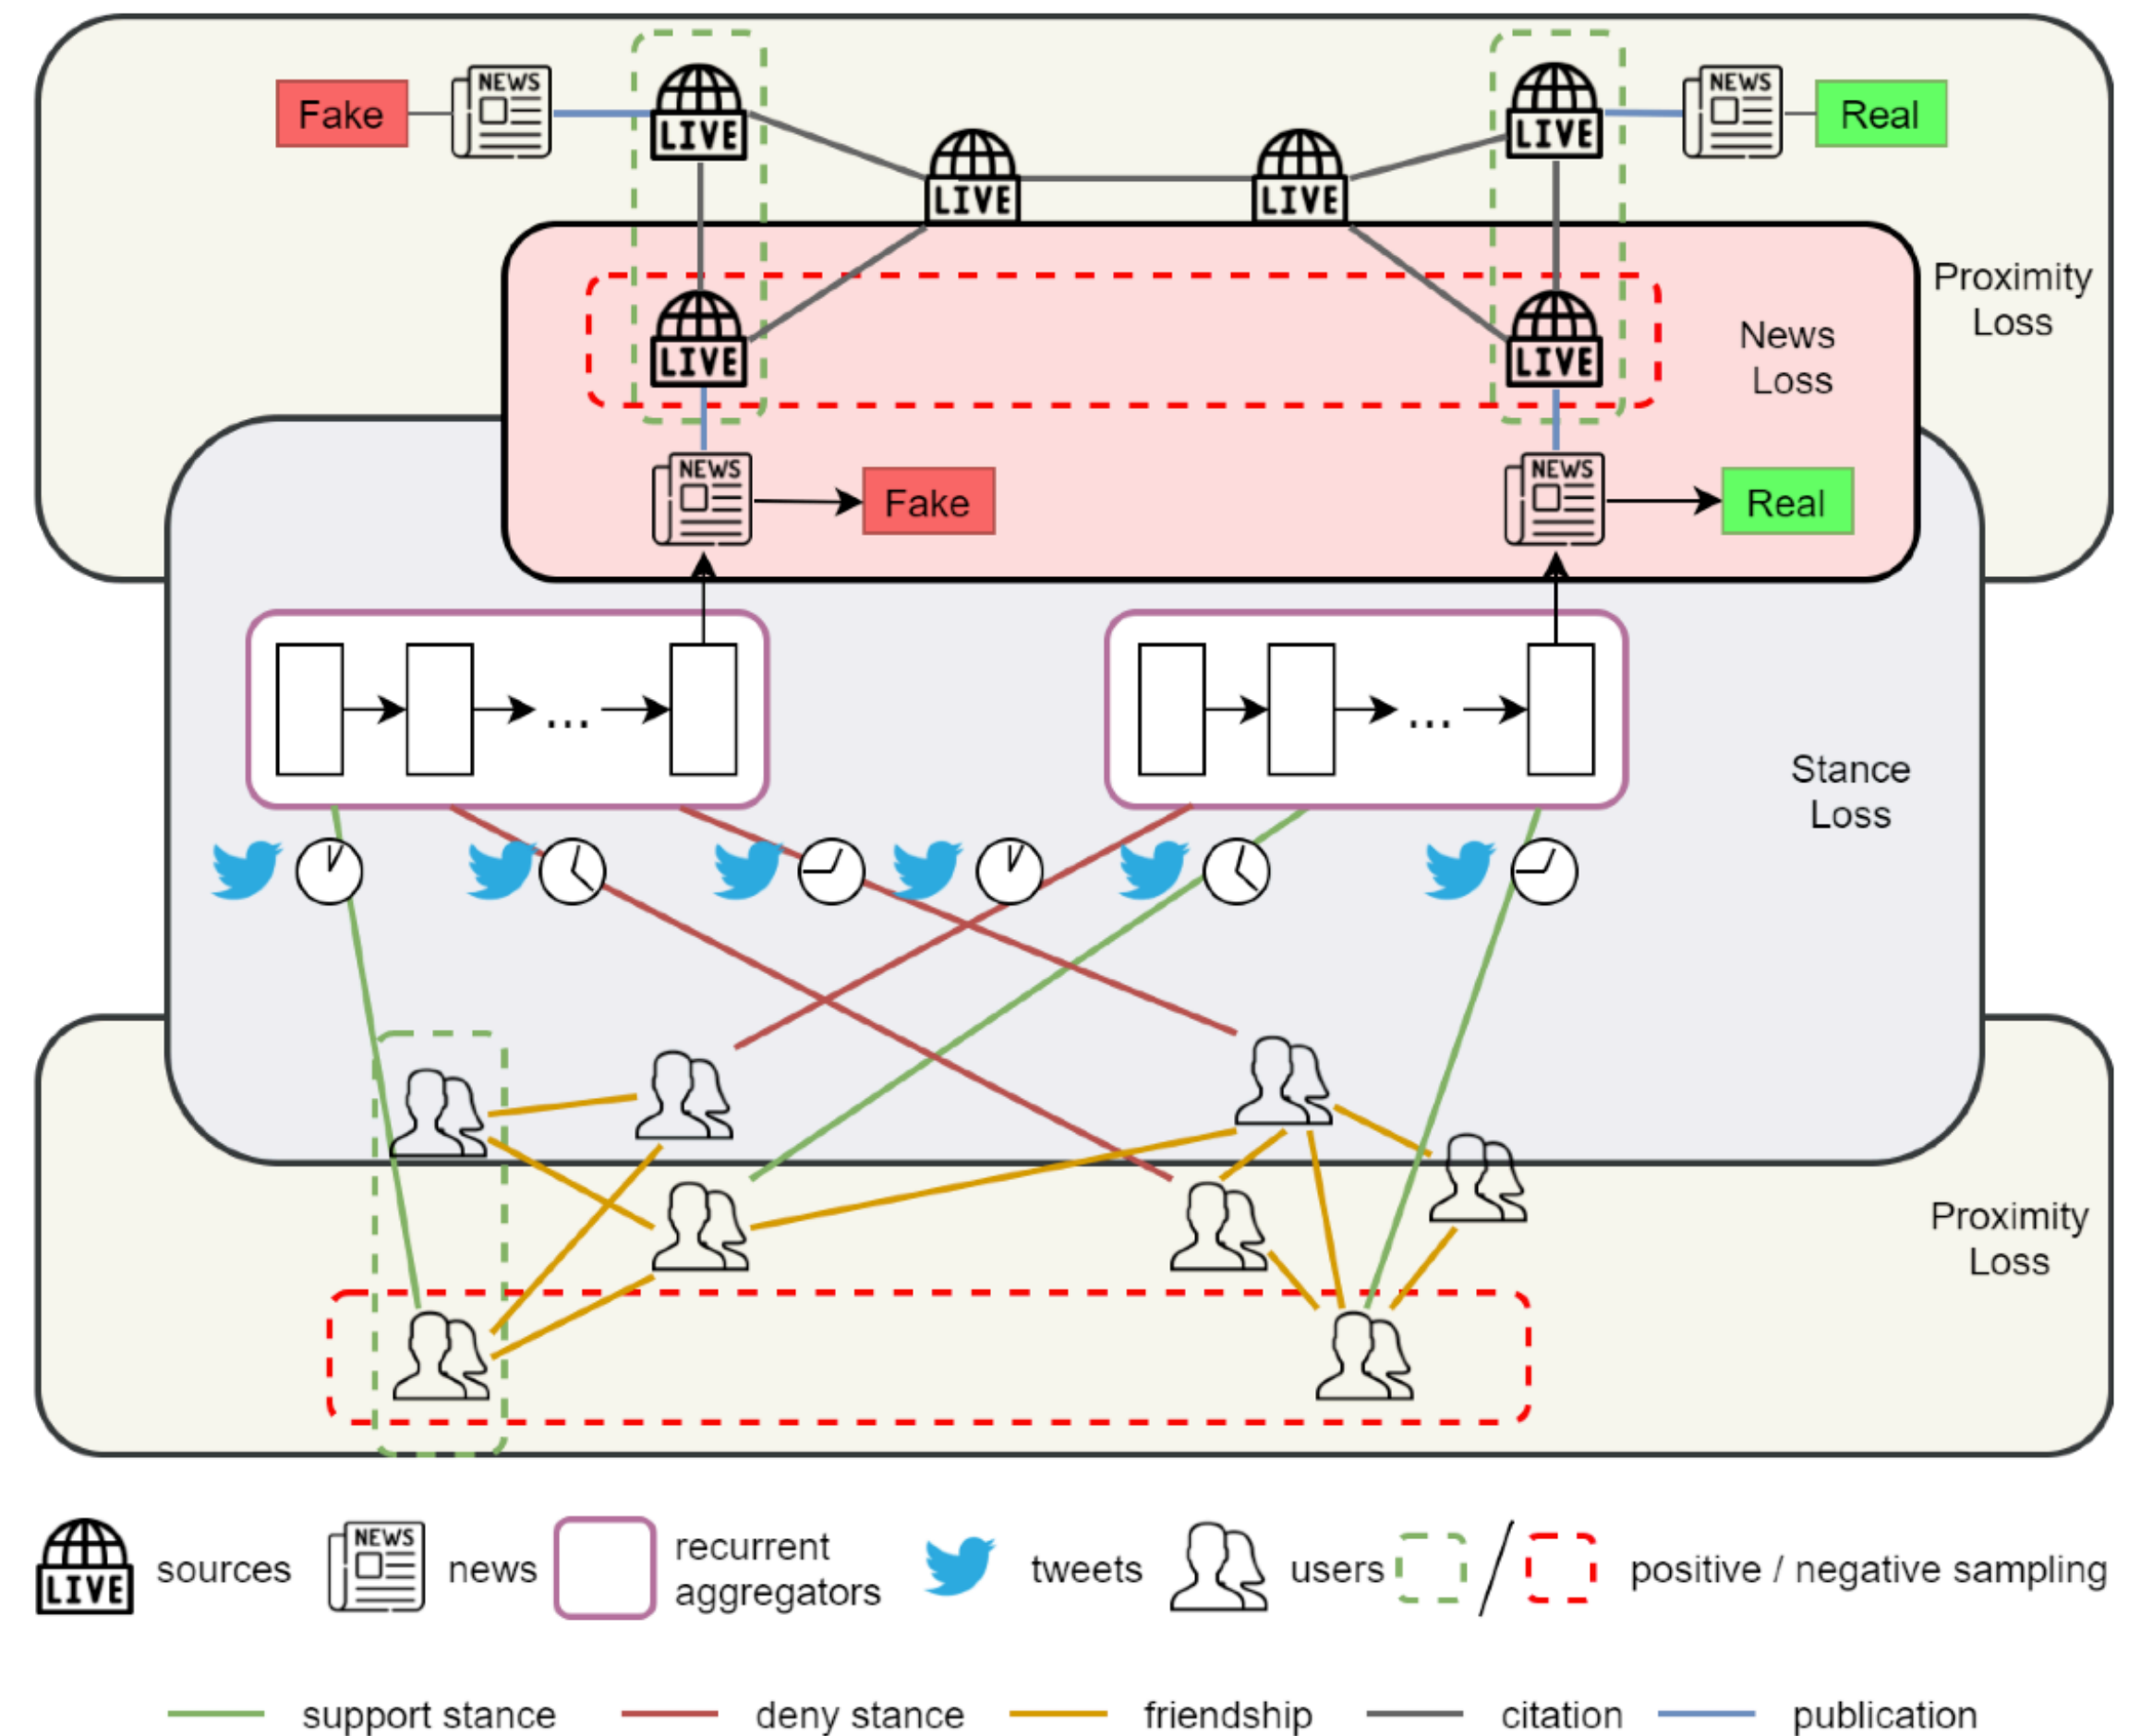 Fake
NEWS
LIVE
LIVE
LIVE
LIVE
NEWS
Real
Proximity
Loss
LIVE
LIVE
News
Loss
NEWS
Fake
NEWS
Real
...
...
Stance
Loss
Proximity
Loss
LIVE
sources
NEWS
news
recurrent
aggregators
tweets
users
/
positive / negative sampling
support stance
deny stance
friendship
citation
publication